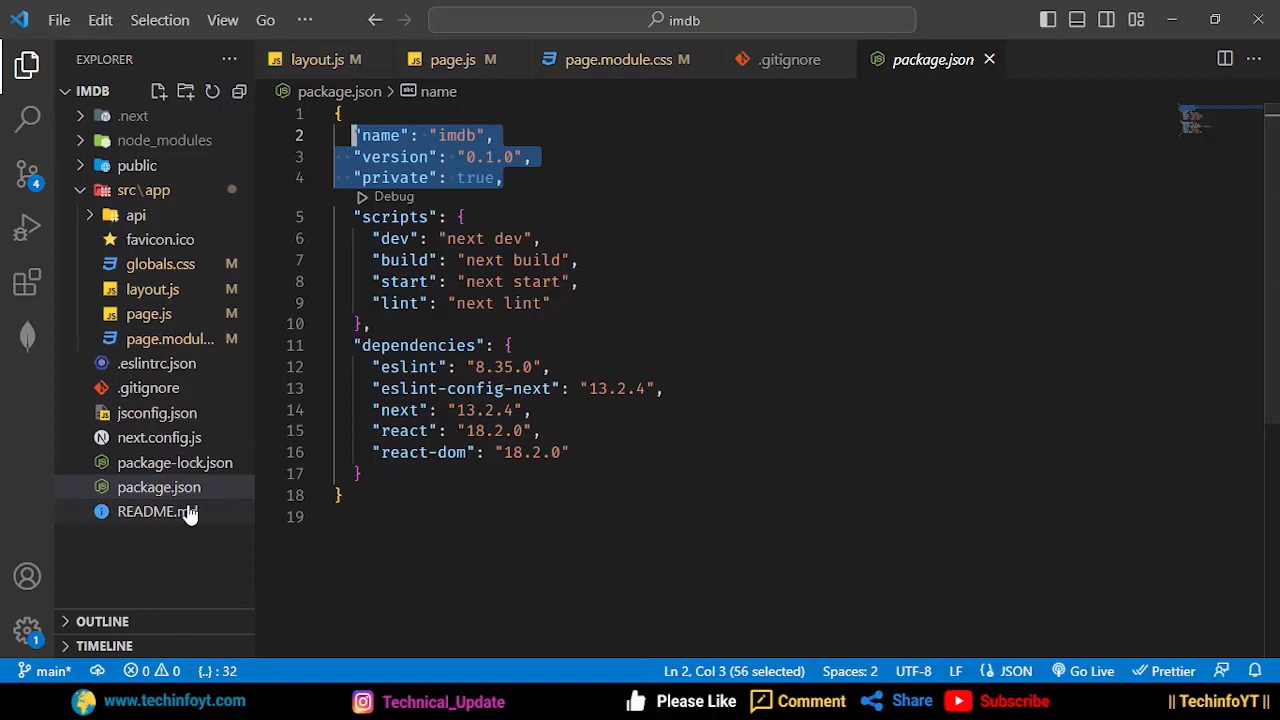 File Edit Selection View Go ··· imdb
EXPLORER ···
layout.js M
page.js M
page.module.css M
.gitignore
package.json
IMDB
package.json > name
.next
node_modules
public
src\app
api
favicon.ico
globals.css M
layout.js M
page.js M
page.modul... M
.eslintrc.json
.gitignore
jsconfig.json
next.config.js
package-lock.json
package.json
README.md
OUTLINE
TIMELINE
4
1
1 {
2 "name": "imdb",
3 "version": "0.1.0",
4 "private": true,
Debug
5 "scripts": {
6 "dev": "next dev",
7 "build": "next build",
8 "start": "next start",
9 "lint": "next lint"
10 },
11 "dependencies": {
12 "eslint": "8.35.0",
13 "eslint-config-next": "13.2.4",
14 "next": "13.2.4",
15 "react": "18.2.0",
16 "react-dom": "18.2.0"
17 }
18 }
19
main* 0 0 {..} : 32 Ln 2, Col 3 (56 selected) Spaces: 2 UTF-8 LF {} JSON Go Live Prettier
www.techinfoyt.com Technical_Update Please Like Comment Share Subscribe || TechinfoYT ||